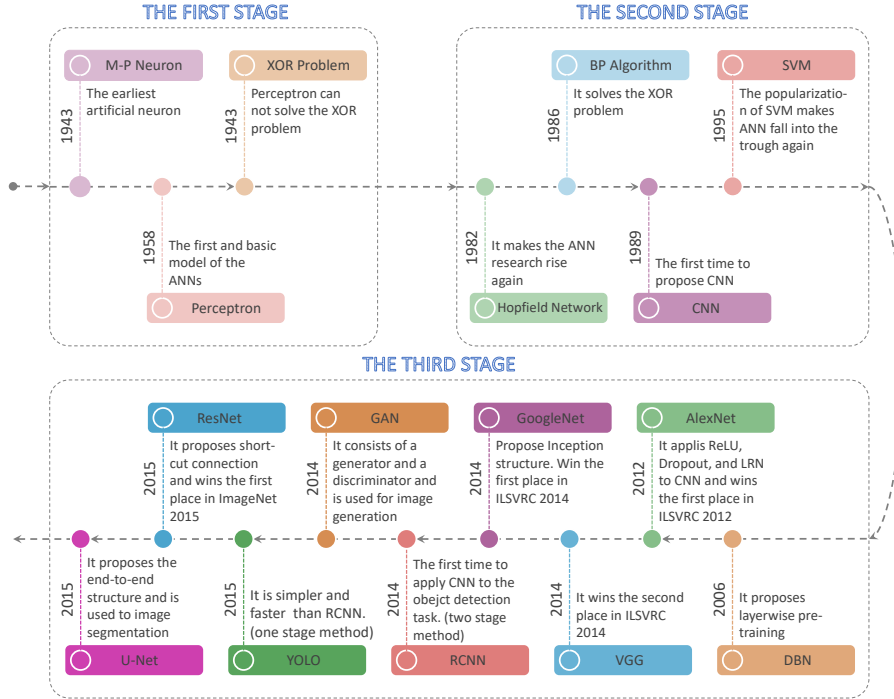 THE FIRST STAGE
M-P Neuron
1943
The earliest
artificial neuron
XOR Problem
1943
Perceptron can
not solve the XOR
problem
1958
The first and basic
model of the
ANNs
Perceptron
THE SECOND STAGE
BP Algorithm
1986
It solves the XOR
problem
SVM
1995
The popularizatio-
n of SVM makes
ANN fall into the
trough again
1982
It makes the ANN
research rise
again
Hopfield Network
1989
The first time to
propose CNN
CNN
THE THIRD STAGE
ResNet
2015
It proposes short-
cut connection
and wins the first
place in ImageNet
2015
GAN
2014
It consists of a
generator and a
discriminator and
is used for image
generation
GoogleNet
2014
Propose Inception
structure. Win the
first place in
ILSVRC 2014
AlexNet
2012
It applis ReLU,
Dropout, and LRN
to CNN and wins
the first place in
ILSVRC 2012
2015
It proposes the
end-to-end
structure and is
used to image
segmentation
U-Net
2015
It is simpler and
faster than RCNN.
(one stage method)
YOLO
2014
The first time to
apply CNN to the
obejct detection
task. (two stage
method)
RCNN
2014
It wins the second
place in ILSVRC
2014
VGG
2006
It proposes
layerwise pre-
training
DBN